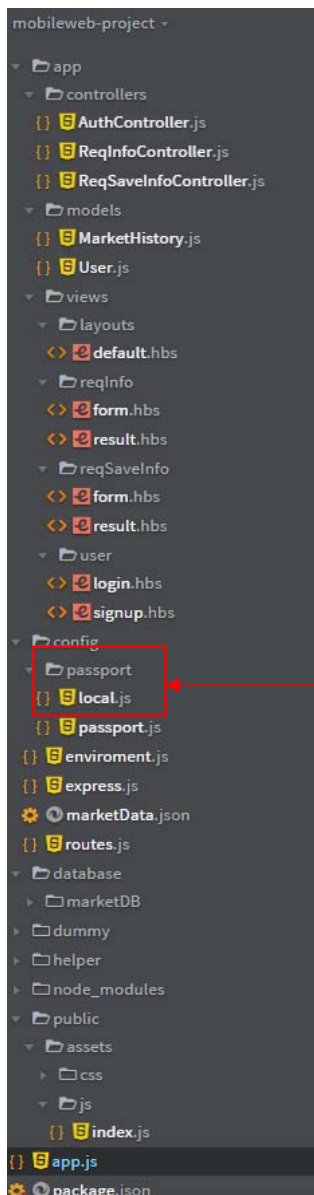 mobileweb-project
app
controllers
{} AuthController.js
{} ReqInfoController.js
{} ReqSaveInfoController.js
models
{} MarketHistory.js
{} User.js
views
layouts
<> default.hbs
reqInfo
<> form.hbs
<> result.hbs
reqSaveInfo
<> form.hbs
<> result.hbs
user
<> login.hbs
<> signup.hbs
config
passport
{} local.js
{} passport.js
{} enviroment.js
{} express.js
marketData.json
{} routes.js
database
marketDB
dummy
helper
node_modules
public
assets
css
js
{} index.js
{} app.js
package.json